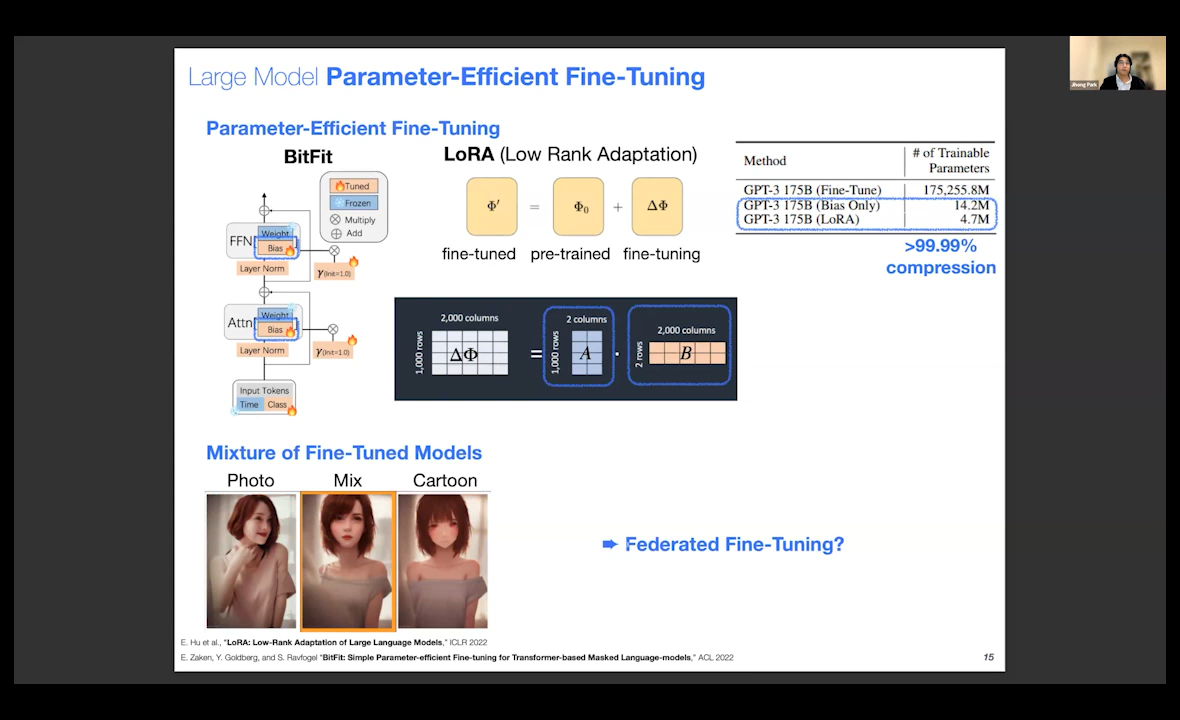 Large Model Parameter-Efficient Fine-Tuning
Jihong Park
Parameter-Efficient Fine-Tuning
BitFit
Tuned
Frozen
Multiply
Add
FFN
Weight
Bias
Layer Norm
γ(Init=1.0)
Attn
Weight
Bias
Layer Norm
γ(Init=1.0)
Input Tokens
Time Class
LoRA (Low Rank Adaptation)
Φ′ = Φ0 + ΔΦ
fine-tuned pre-trained fine-tuning
2,000 columns
1,000 rows
ΔΦ
=
2 columns
1,000 rows
A
·
2,000 columns
2 rows
B
Method # of Trainable Parameters
GPT-3 175B (Fine-Tune) 175,255.8M
GPT-3 175B (Bias Only) 14.2M
GPT-3 175B (LoRA) 4.7M
>99.99%
compression
Mixture of Fine-Tuned Models
Photo Mix Cartoon
➨ Federated Fine-Tuning?
E. Hu et al., "LoRA: Low-Rank Adaptation of Large Language Models," ICLR 2022
E. Zaken, Y. Goldberg, and S. Ravfogel "BitFit: Simple Parameter-efficient Fine-tuning for Transformer-based Masked Language-models," ACL 2022
15